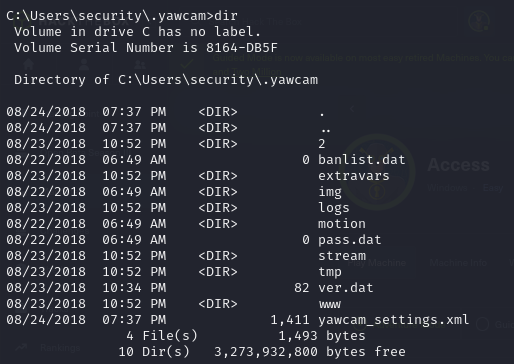 C:\Users\security\.yawcam>dir
 Volume in drive C has no label.
 Volume Serial Number is 8164-DB5F

 Directory of C:\Users\security\.yawcam

08/24/2018  07:37 PM    <DIR>          .
08/24/2018  07:37 PM    <DIR>          ..
08/23/2018  10:52 PM    <DIR>          2
08/22/2018  06:49 AM                 0 banlist.dat
08/23/2018  10:52 PM    <DIR>          extravars
08/22/2018  06:49 AM    <DIR>          img
08/23/2018  10:52 PM    <DIR>          logs
08/22/2018  06:49 AM    <DIR>          motion
08/22/2018  06:49 AM                 0 pass.dat
08/23/2018  10:52 PM    <DIR>          stream
08/23/2018  10:52 PM    <DIR>          tmp
08/23/2018  10:34 PM                82 ver.dat
08/23/2018  10:52 PM    <DIR>          www
08/24/2018  07:37 PM             1,411 yawcam_settings.xml
               4 File(s)          1,493 bytes
              10 Dir(s)   3,273,932,800 bytes free
Access